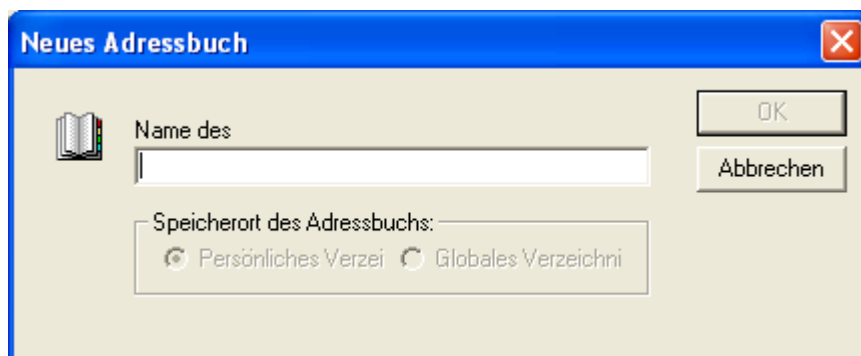 Neues Adressbuch
OK
Name des
Abbrechen
Speicherort des Adressbuchs:
Persönliches Verzei Globales Verzeichni